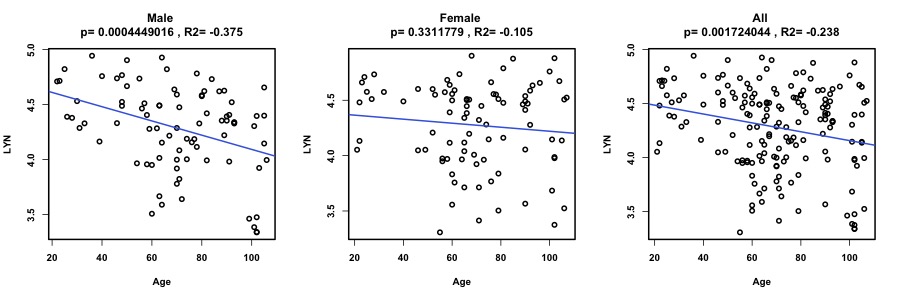 Male
p= 0.0004449016 , R2= -0.375
LYN
5.0
4.5
4.0
3.5
20 40 60 80 100
Age
Female
p= 0.3311779 , R2= -0.105
LYN
4.5
4.0
3.5
20 40 60 80 100
Age
All
p= 0.001724044 , R2= -0.238
LYN
5.0
4.5
4.0
3.5
20 40 60 80 100
Age